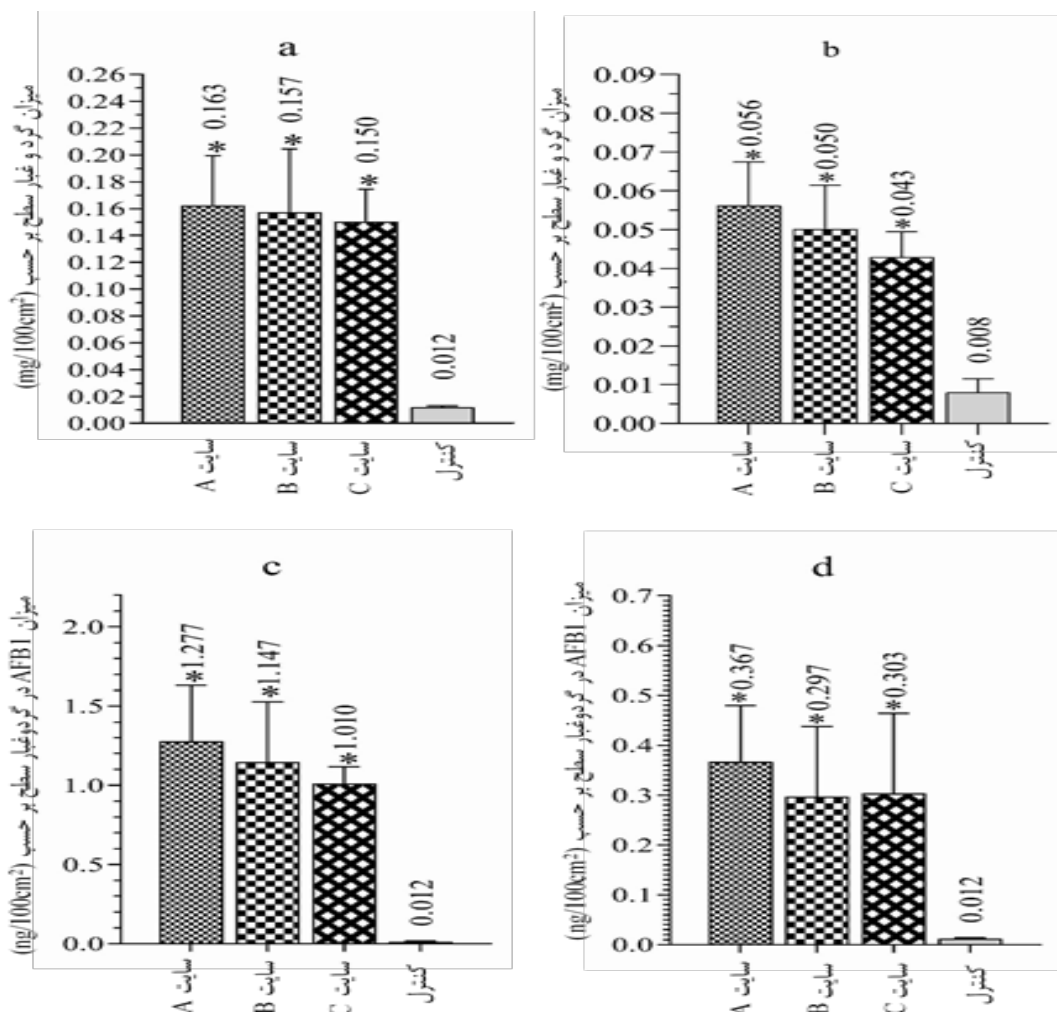 a
میزان گرد و غبار سطح بر حسب (mg/100cm²)
0.26
0.24
0.22
0.20
0.18
0.16
0.14
0.12
0.10
0.08
0.06
0.04
0.02
0.00
* 0.163
* 0.157
* 0.150
0.012
سایت A
سایت B
سایت C
کنترل
b
میزان گرد و غبار سطح بر حسب (mg/100cm²)
0.09
0.08
0.07
0.06
0.05
0.04
0.03
0.02
0.01
0.00
*0.056
*0.050
*0.043
0.008
سایت A
سایت B
سایت C
کنترل
c
میزان AFB1 در گردوغبار سطح بر حسب (ng/100cm²)
2.0
1.5
1.0
0.5
0.0
*1.277
*1.147
*1.010
0.012
سایت A
سایت B
سایت C
کنترل
d
میزان AFB1 در گردوغبار سطح بر حسب (ng/100cm²)
0.7
0.6
0.5
0.4
0.3
0.2
0.1
0.0
*0.367
*0.297
*0.303
0.012
سایت A
سایت B
سایت C
کنترل